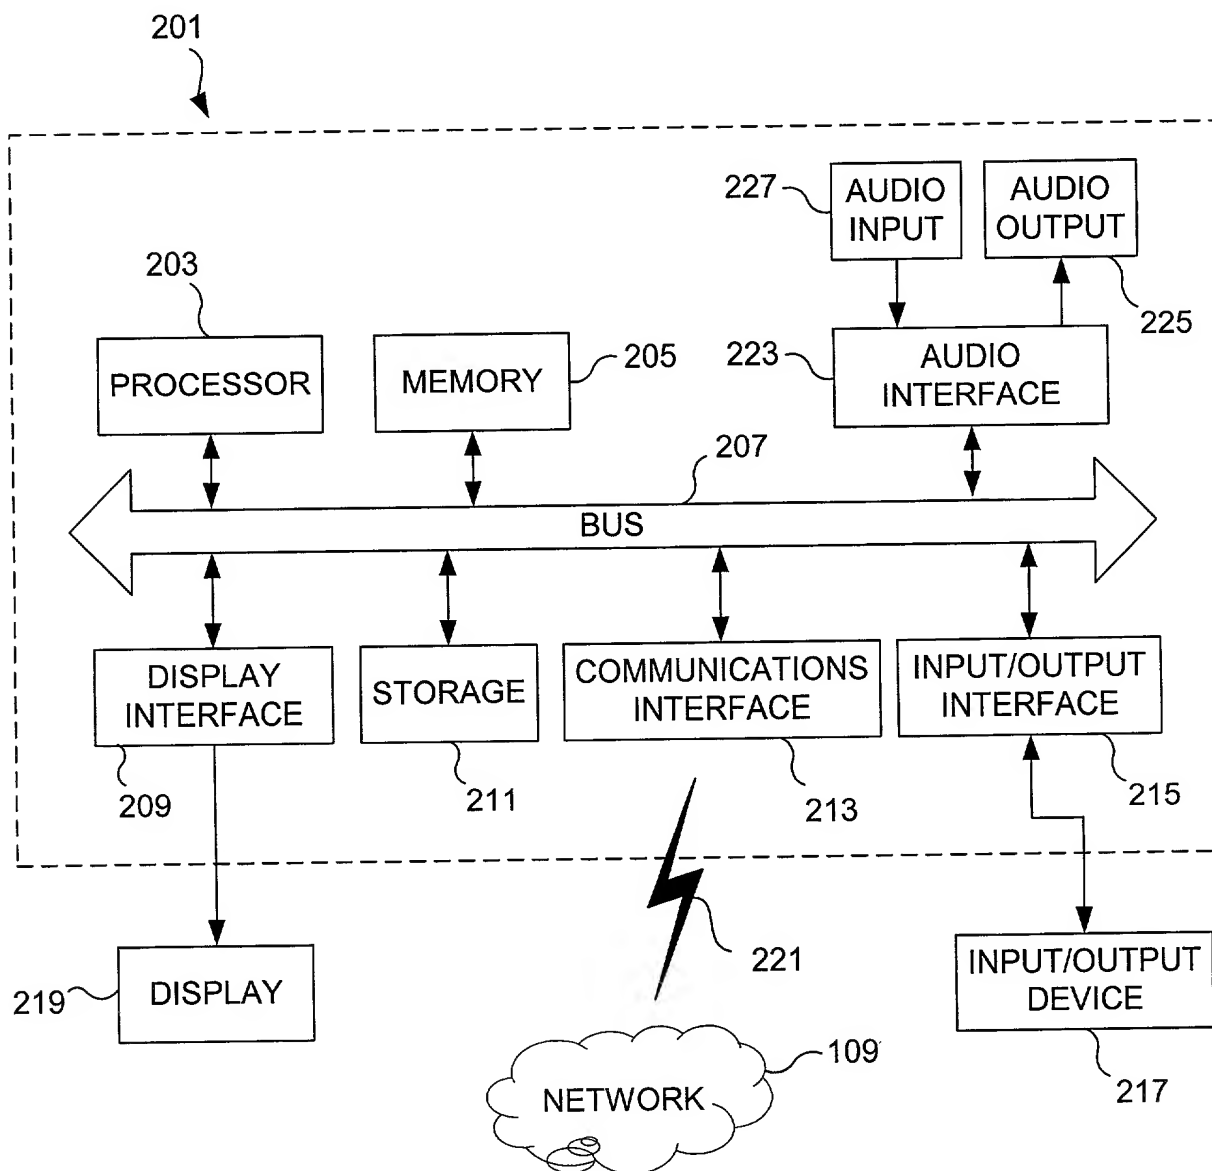 201
227
AUDIO
INPUT
AUDIO
OUTPUT
225
203
PROCESSOR
MEMORY
205
223
AUDIO
INTERFACE
207
BUS
DISPLAY
INTERFACE
209
STORAGE
211
COMMUNICATIONS
INTERFACE
213
INPUT/OUTPUT
INTERFACE
215
221
219
DISPLAY
INPUT/OUTPUT
DEVICE
217
109
NETWORK